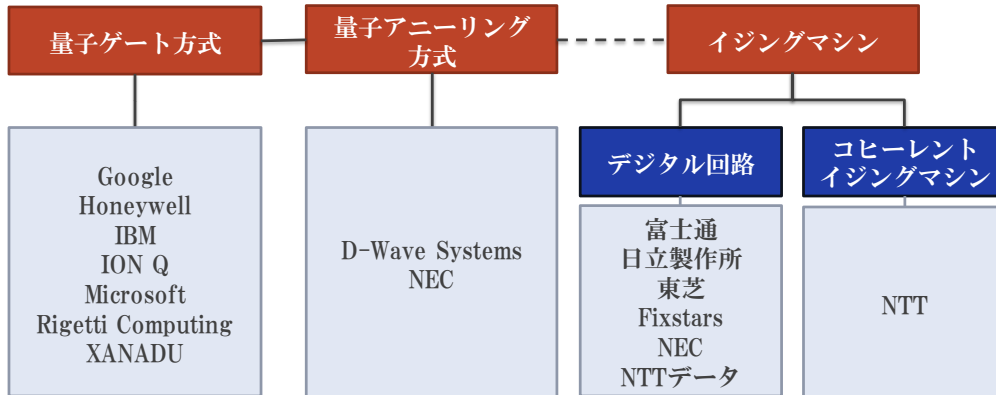 量子ゲート方式
量子アニーリング
方式
イジングマシン
Google
Honeywell
IBM
ION Q
Microsoft
Rigetti Computing
XANADU
D-Wave Systems
NEC
デジタル回路
富士通
日立製作所
東芝
Fixstars
NEC
NTTデータ
コヒーレント
イジングマシン
NTT